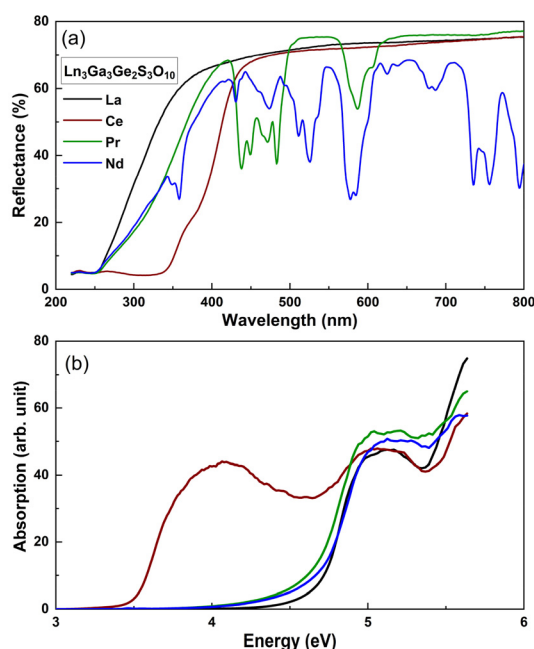 80
(a)
Ln₃Ga₃Ge₂S₃O₁₀
60
La
Ce
Pr
40
Nd
20
0
Reflectance (%)
200 300 400 500 600 700 800
Wavelength (nm)
80
(b)
60
40
20
0
Absorption (arb. unit)
3 4 5 6
Energy (eV)